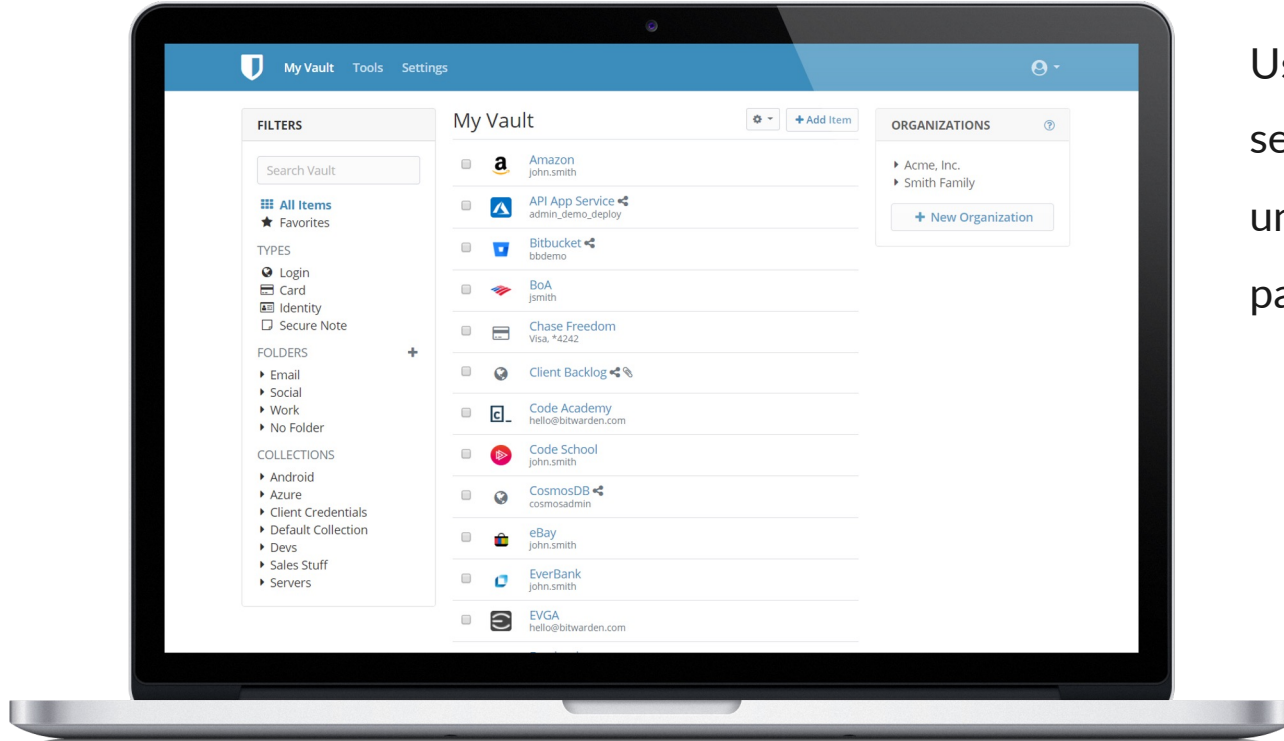 My Vault Tools Settings
FILTERS
Search Vault
All Items
Favorites
TYPES
Login
Card
Identity
Secure Note
FOLDERS
Email
Social
Work
No Folder
COLLECTIONS
Android
Azure
Client Credentials
Default Collection
Devs
Sales Stuff
Servers
My Vault
+ Add Item
Amazon
john.smith
API App Service
admin_demo_deploy
Bitbucket
bbdemo
BoA
jsmith
Chase Freedom
Visa, *4242
Client Backlog
Code Academy
hello@bitwarden.com
Code School
john.smith
CosmosDB
cosmosadmin
eBay
john.smith
EverBank
john.smith
EVGA
hello@bitwarden.com
ORGANIZATIONS
Acme, Inc.
Smith Family
+ New Organization